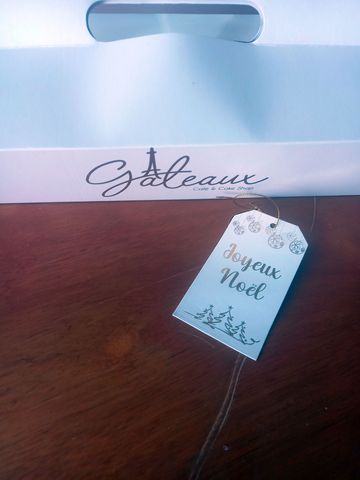 Gâteaux
Café & Cake Shop
Joyeux
Noël